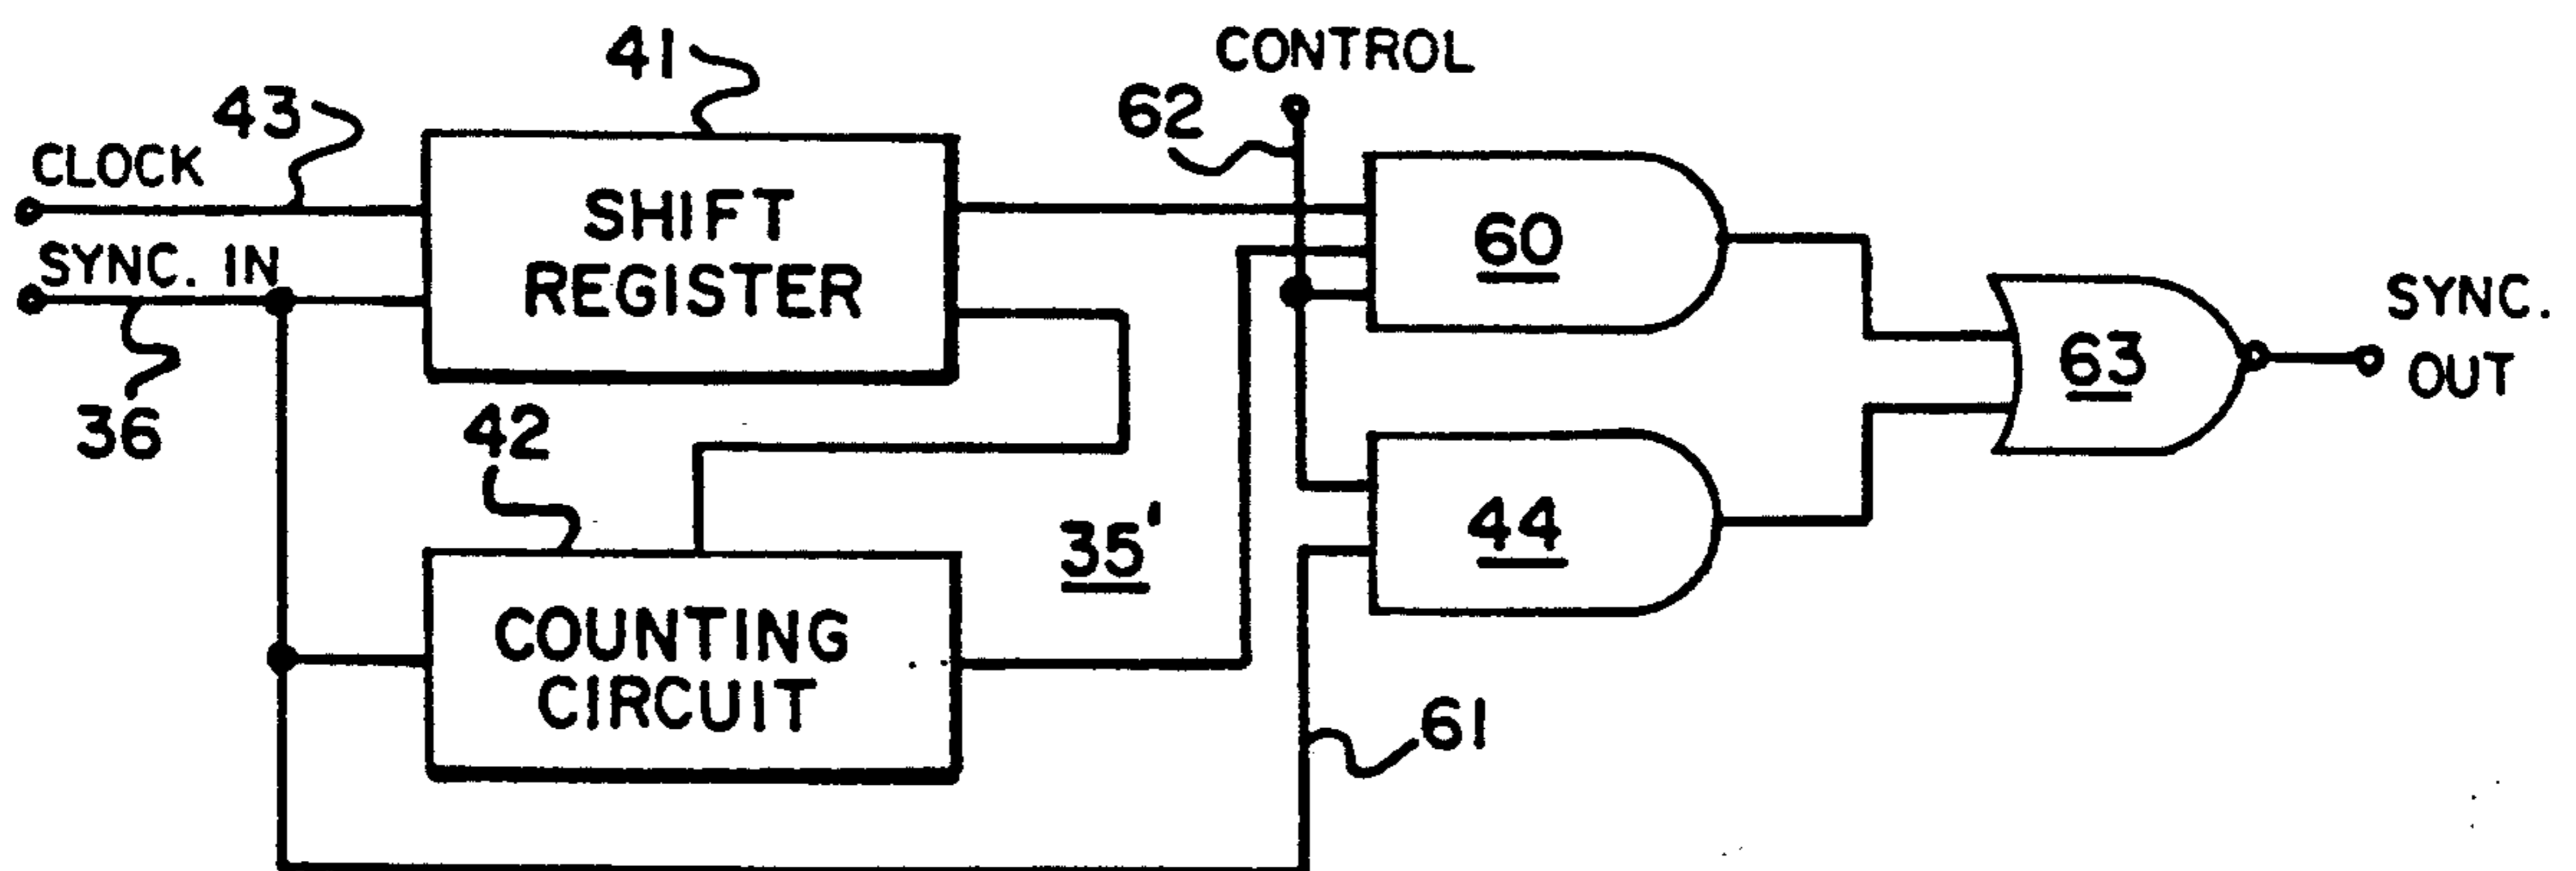 41
CONTROL
43
62
CLOCK
SHIFT
REGISTER
60
SYNC. IN
SYNC.
OUT
63
36
42
35'
44
COUNTING
CIRCUIT
61